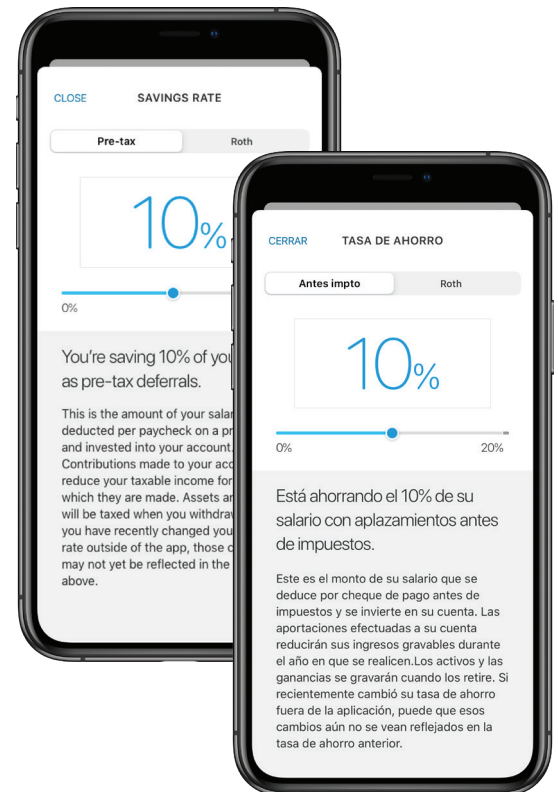 CLOSE SAVINGS RATE
Pre-tax Roth
10%
0%
You're saving 10% of
as pre-tax deferrals.
This is the amount of your
deducted per paycheck on a
and invested into your account.
Contributions made to your
reduce your taxable income for
which they are made. Assets
will be taxed when you
you have recently changed
rate outside of the app, those
may not yet be reflected in the
above.
CERRAR TASA DE AHORRO
Antes impto Roth
10%
0% 20%
Está ahorrando el 10% de su
salario con aplazamientos antes
de impuestos.
Este es el monto de su salario que se
deduce por cheque de pago antes de
impuestos y se invierte en su cuenta. Las
aportaciones efectuadas a su cuenta
reducirán sus ingresos gravables durante
el año en que se realicen.Los activos y las
ganancias se gravarán cuando los retire. Si
recientemente cambió su tasa de ahorro
fuera de la aplicación, puede que esos
cambios aún no se vean reflejados en la
tasa de ahorro anterior.